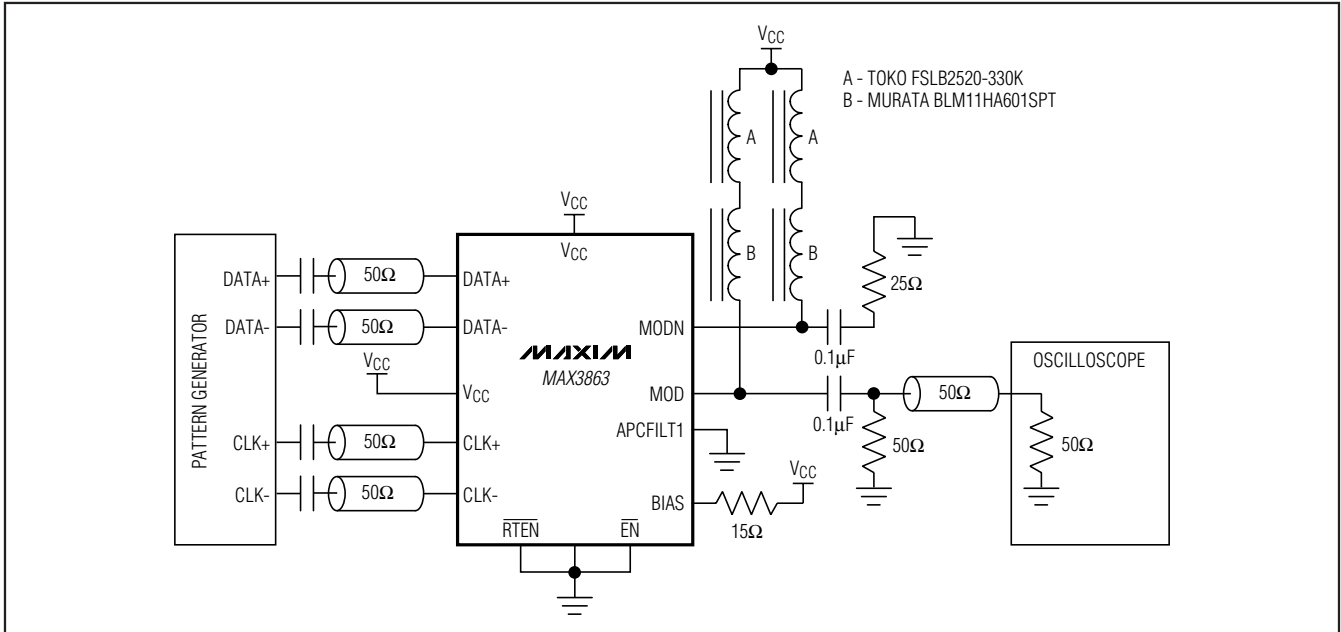 VCC
A - TOKO FSLB2520-330K
B - MURATA BLM11HA601SPT
A
A
B
B
VCC
VCC
25Ω
PATTERN GENERATOR
DATA+
50Ω
DATA+
DATA-
50Ω
DATA-
VCC
VCC
CLK+
50Ω
CLK+
CLK-
50Ω
CLK-
MAXIM
MAX3863
MODN
MOD
APCFILT1
BIAS
RTEN
EN
0.1µF
0.1µF
50Ω
VCC
15Ω
50Ω
OSCILLOSCOPE
50Ω